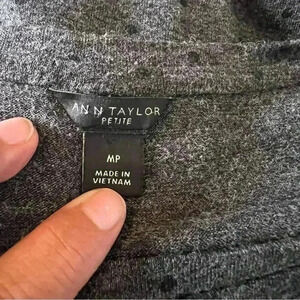 ANN TAYLOR
PETITE
MP
MADE IN
VIETNAM